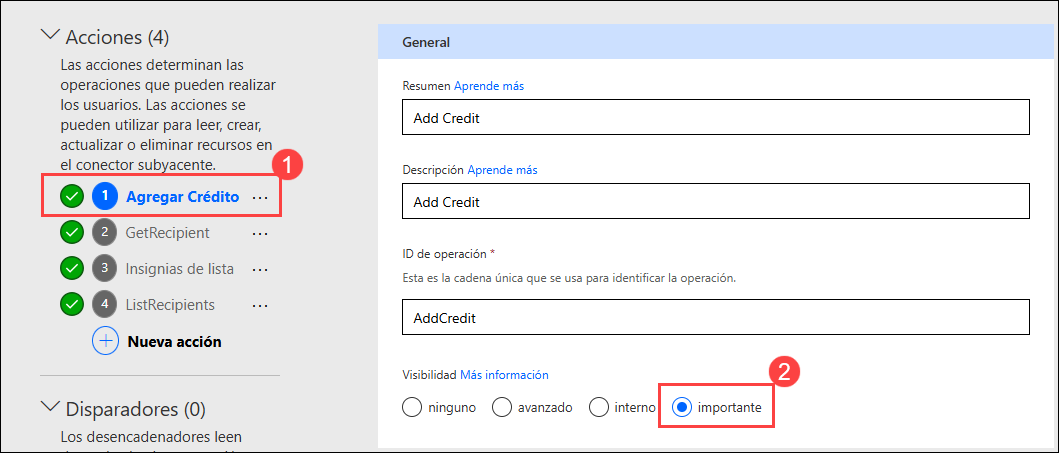 Acciones (4)
Las acciones determinan las
operaciones que pueden realizar
los usuarios. Las acciones se
pueden utilizar para leer, crear,
actualizar o eliminar recursos en
el conector subyacente.
1
1 Agregar Crédito ...
2 GetRecipient ...
3 Insignias de lista ...
4 ListRecipients ...
Nueva acción
Disparadores (0)
Los desencadenadores leen
General
Resumen Aprende más
Add Credit
Descripción Aprende más
Add Credit
ID de operación *
Esta es la cadena única que se usa para identificar la operación.
AddCredit
Visibilidad Más información
2
ninguno avanzado interno importante